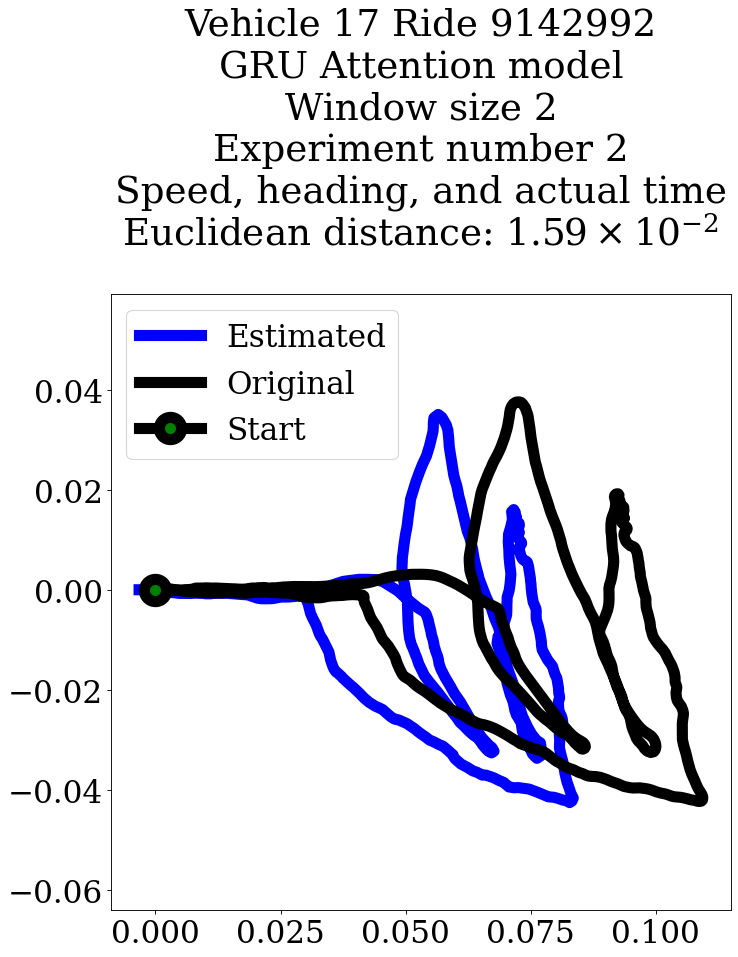 Vehicle 17 Ride 9142992
GRU Attention model
Window size 2
Experiment number 2
Speed, heading, and actual time
Euclidean distance: 1.59 × 10⁻²
Estimated
Original
Start
0.04
0.02
0.00
−0.02
−0.04
−0.06
0.000 0.025 0.050 0.075 0.100